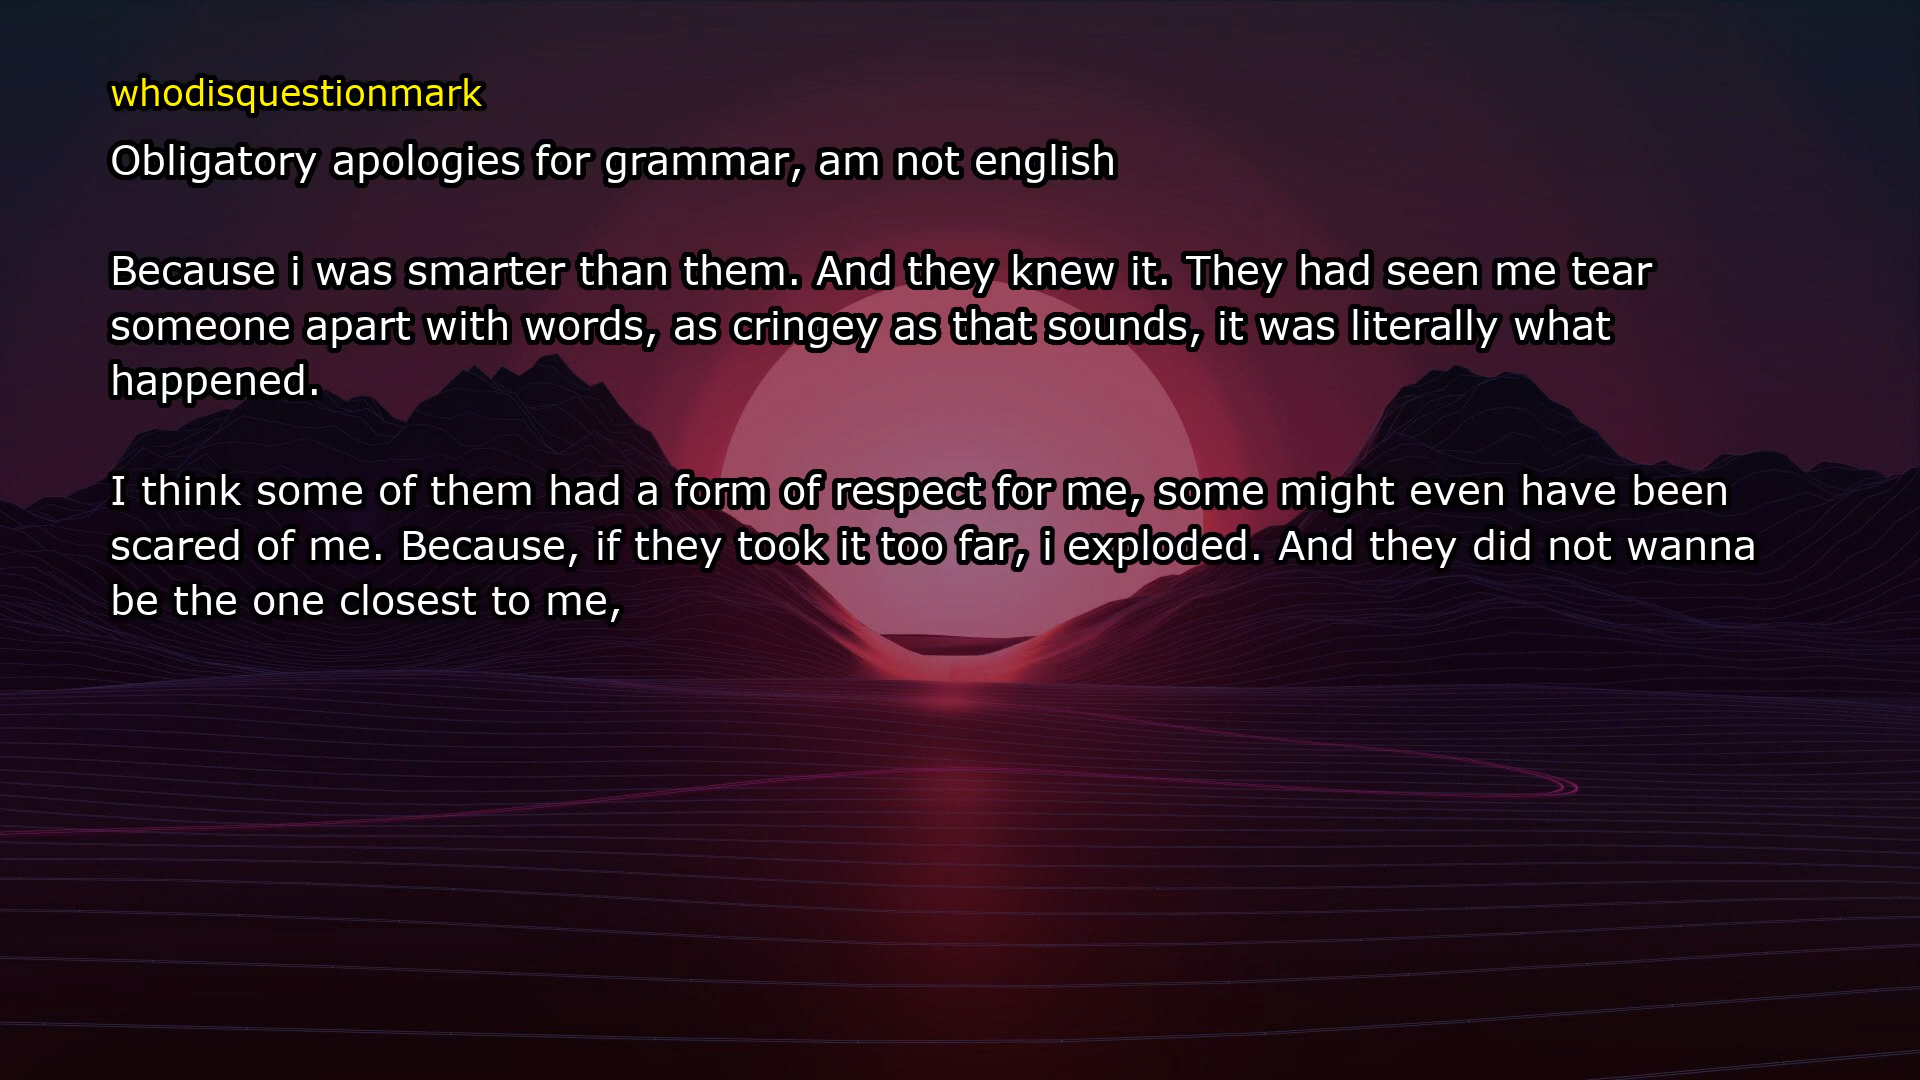 whodisquestionmark
Obligatory apologies for grammar, am not english
Because i was smarter than them. And they knew it. They had seen me tear
someone apart with words, as cringey as that sounds, it was literally what
happened.
I think some of them had a form of respect for me, some might even have been
scared of me. Because, if they took it too far, i exploded. And they did not wanna
be the one closest to me,